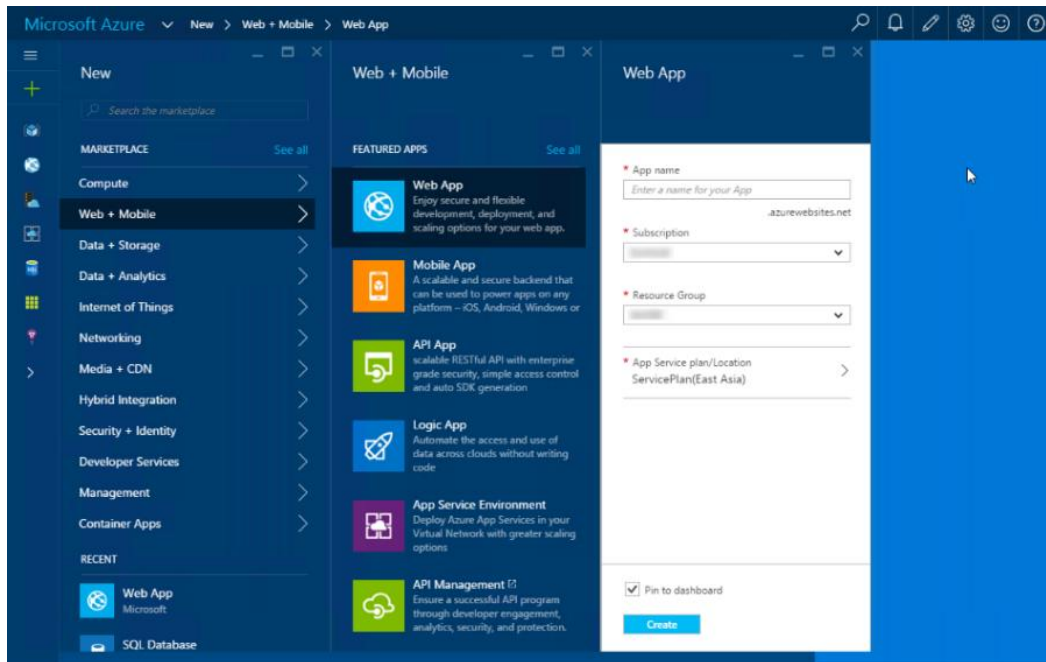 Microsoft Azure New > Web + Mobile > Web App
New
Search the marketplace
MARKETPLACE See all
Compute
Web + Mobile
Data + Storage
Data + Analytics
Internet of Things
Networking
Media + CDN
Hybrid Integration
Security + Identity
Developer Services
Management
Container Apps
RECENT
Web App
Microsoft
SQL Database
Web + Mobile
FEATURED APPS See all
Web App
Enjoy secure and flexible
development, deployment, and
scaling options for your web app.
Mobile App
A scalable and secure backend that
can be used to power apps on any
platform – iOS, Android, Windows or
API App
scalable RESTful API with enterprise
grade security, simple access control
and auto SDK generation
Logic App
Automate the access and use of
data across clouds without writing
code
App Service Environment
Deploy Azure App Services in your
Virtual Network with greater scaling
options
API Management
Ensure a successful API program
through developer engagement,
analytics, security, and protection.
Web App
* App name
Enter a name for your App
.azurewebsites.net
* Subscription
* Resource Group
* App Service plan/Location
ServicePlan(East Asia)
Pin to dashboard
Create